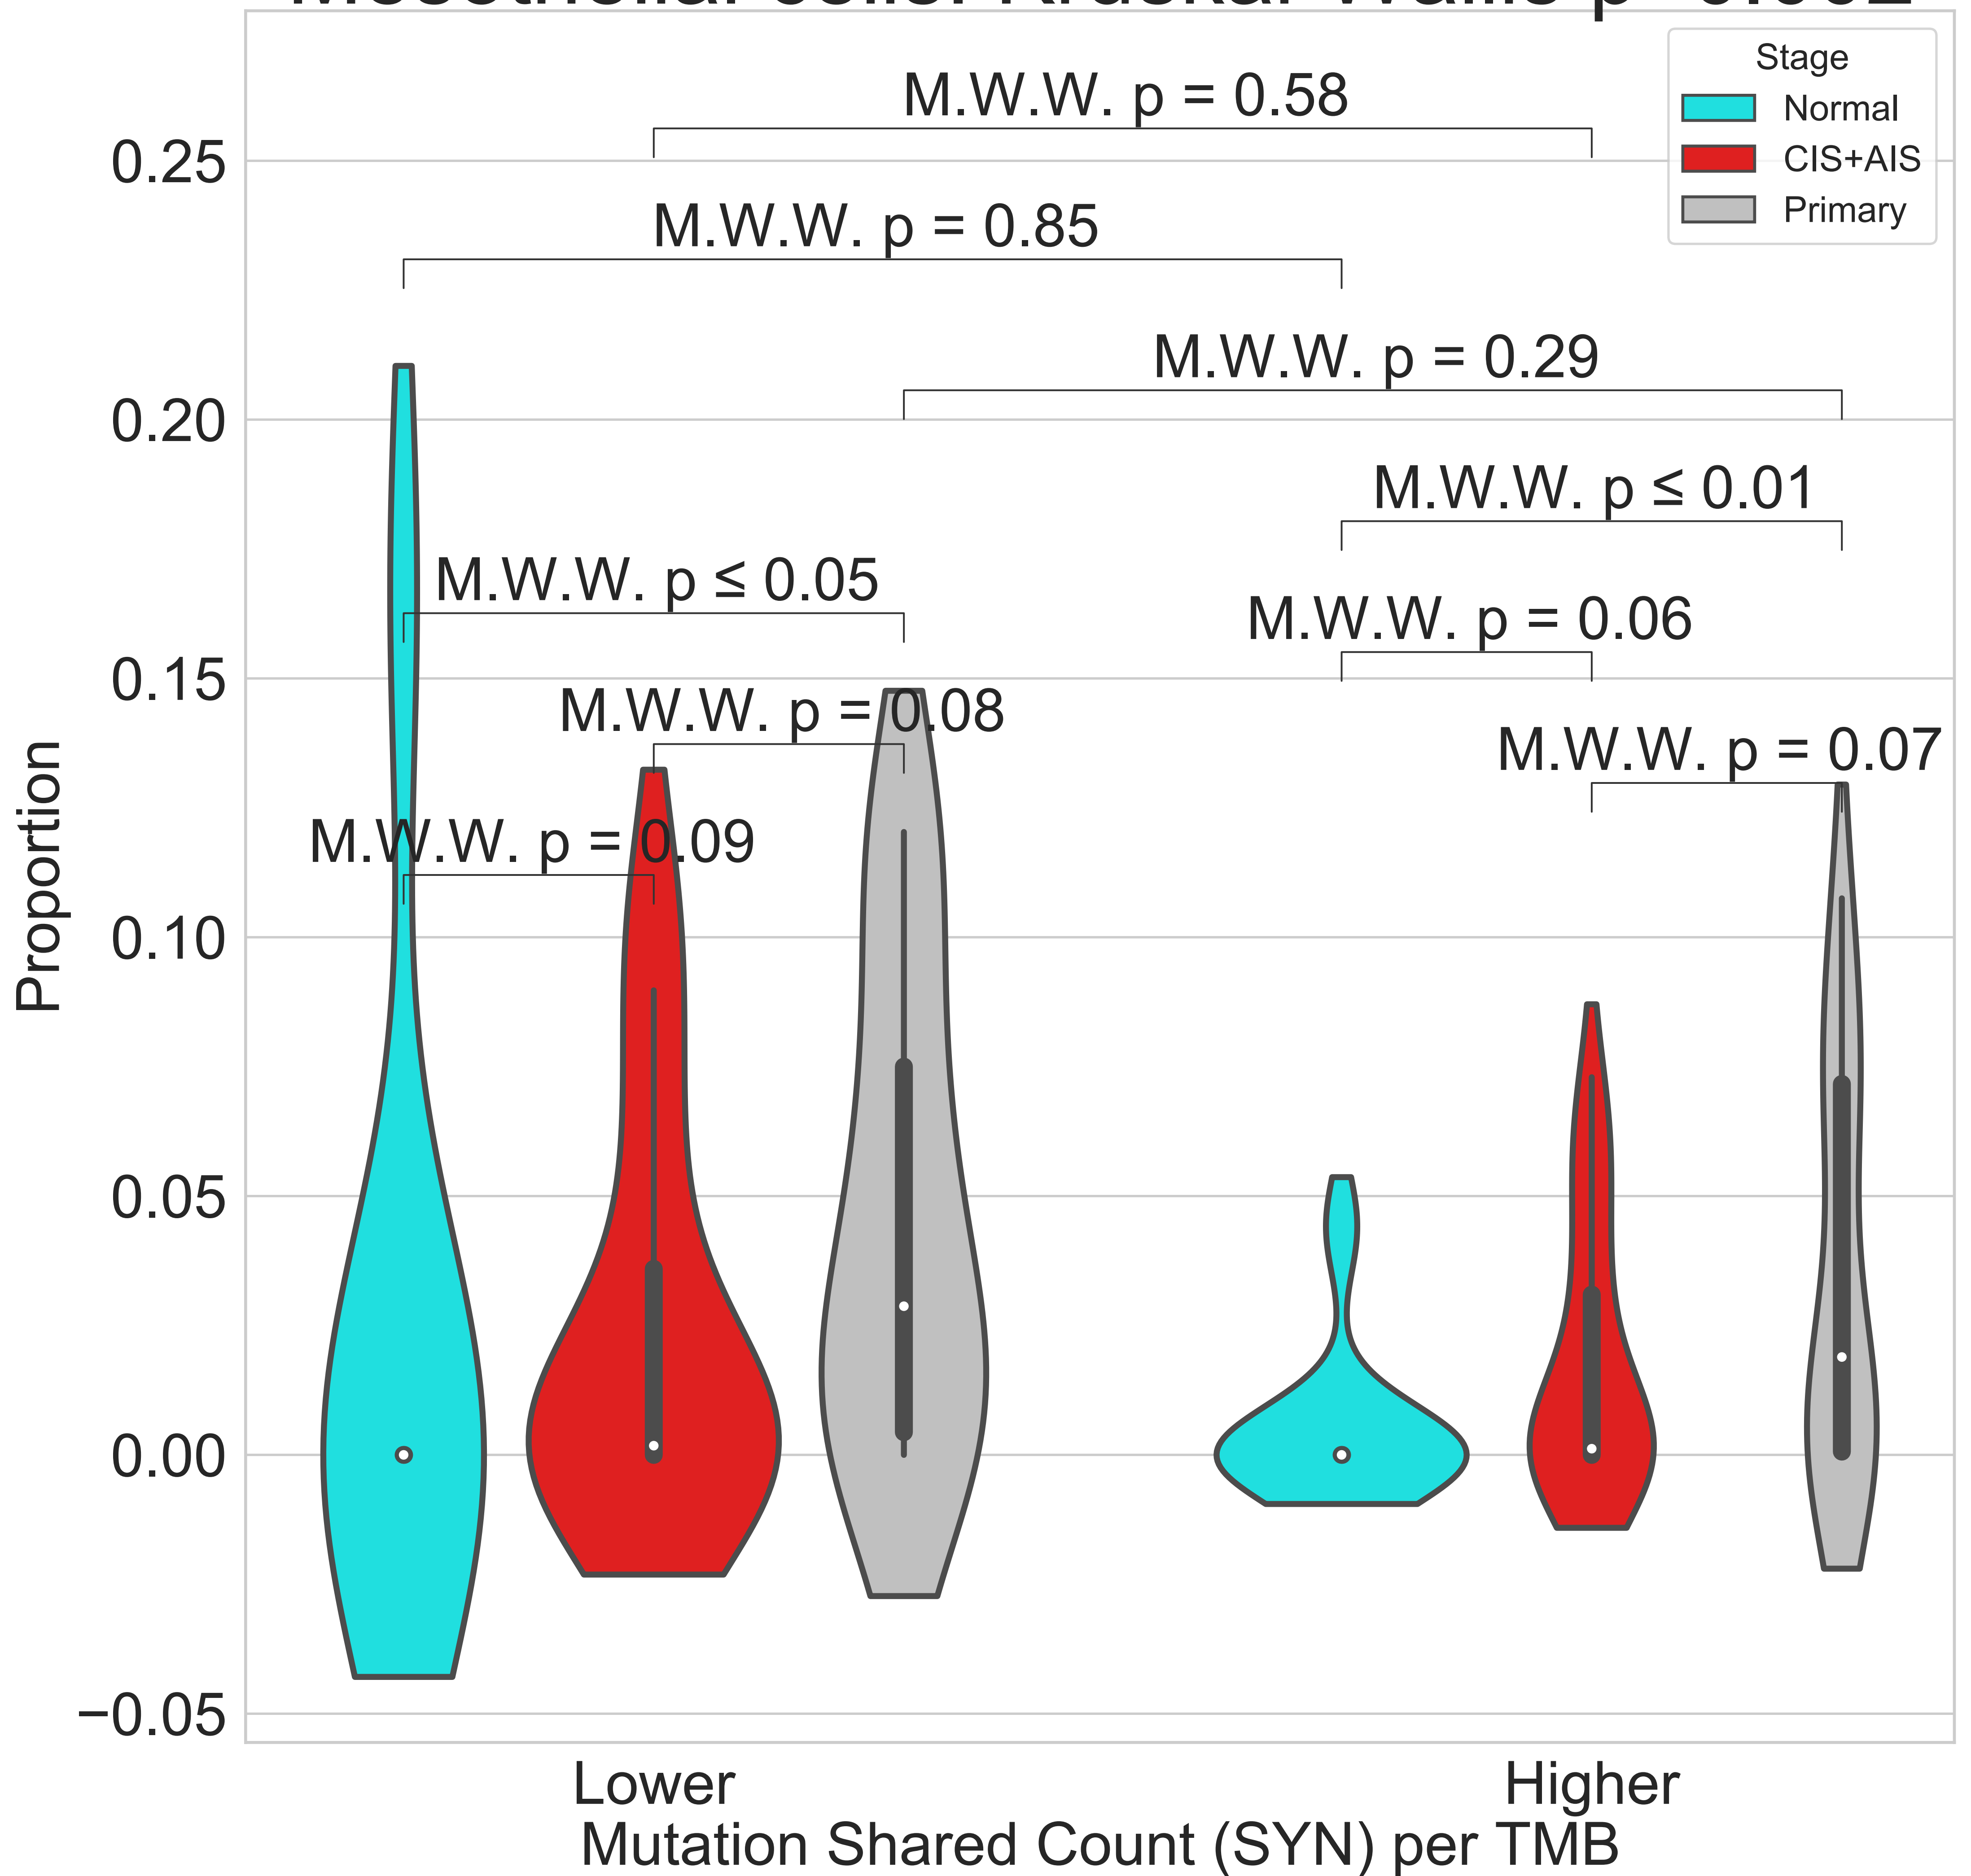 Stage
Normal
CIS+AIS
Primary
M.W.W. p = 0.58
M.W.W. p = 0.85
M.W.W. p = 0.29
M.W.W. p ≤ 0.01
M.W.W. p ≤ 0.05
M.W.W. p = 0.06
M.W.W. p = 0.08
M.W.W. p = 0.07
M.W.W. p = 0.09
0.25
0.20
0.15
0.10
0.05
0.00
−0.05
Proportion
Lower
Higher
Mutation Shared Count (SYN) per TMB